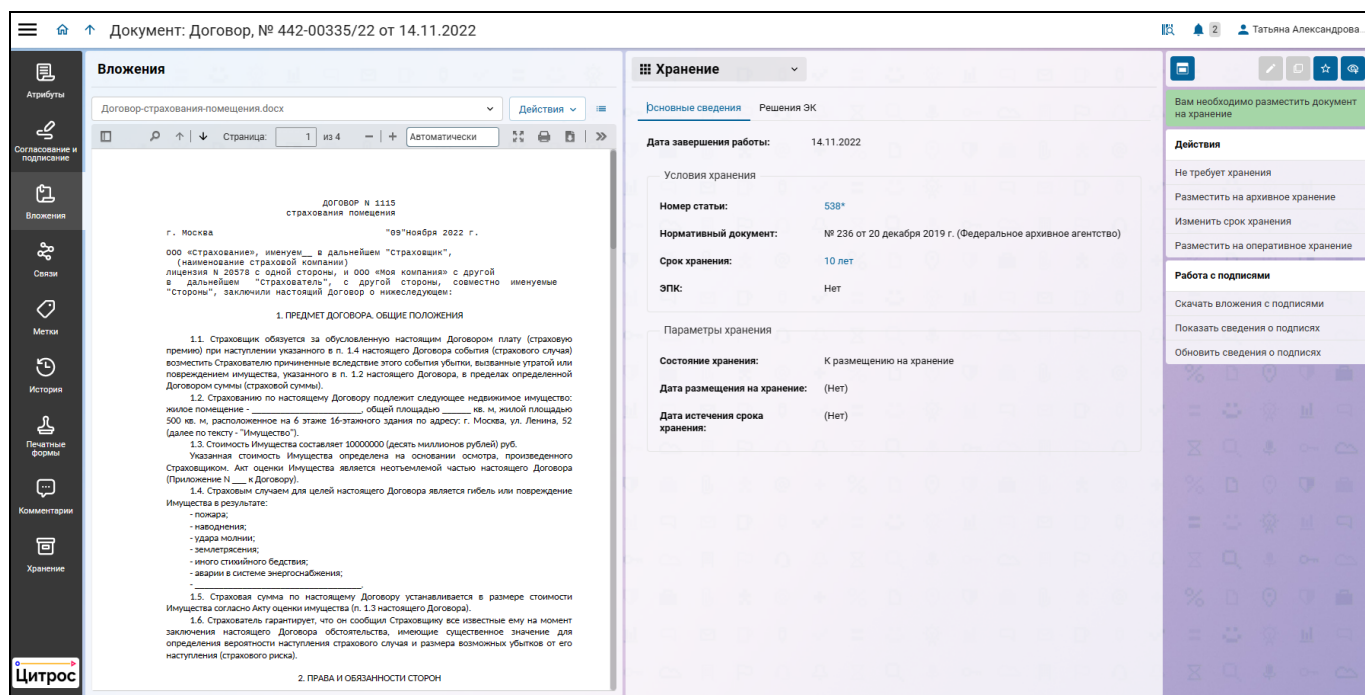 Документ: Договор, № 442-00335/22 от 14.11.2022
2
Татьяна Александрова...
Атрибуты
Согласование и
подписание
Вложения
Связи
Метки
История
Печатные
формы
Комментарии
Хранение
Цитрос
Вложения
Договор-страхования-помещения.docx
Действия
Страница:
1
из 4
Автоматически
ДОГОВОР N 1115
страхования помещения
г. Москва "09"Ноября 2022 г.
ООО «Страхование», именуем__ в дальнейшем "Страховщик",
(наименование страховой компании)
лицензия N 20578 с одной стороны, и ООО «Моя компания» с другой
в дальнейшем "Страхователь", с другой стороны, совместно именуемые
"Стороны", заключили настоящий Договор о нижеследующем:
1. ПРЕДМЕТ ДОГОВОРА. ОБЩИЕ ПОЛОЖЕНИЯ
1.1. Страховщик обязуется за обусловленную настоящим Договором плату (страховую
премию) при наступлении указанного в п. 1.4 настоящего Договора события (страхового случая)
возместить Страхователю причиненные вследствие этого события убытки, вызванные утратой или
повреждением имущества, указанного в п. 1.2 настоящего Договора, в пределах определенной
Договором суммы (страховой суммы).
1.2. Страхованию по настоящему Договору подлежит следующее недвижимое имущество:
жилое помещение - ____________________, общей площадью ______ кв. м, жилой площадью
500 кв. м, расположенное на 6 этаже 16-этажного здания по адресу: г. Москва, ул. Ленина, 52
(далее по тексту - "Имущество").
1.3. Стоимость Имущества составляет 10000000 (десять миллионов рублей) руб.
Указанная стоимость Имущества определена на основании осмотра, произведенного
Страховщиком. Акт оценки Имущества является неотъемлемой частью настоящего Договора
(Приложение N ___ к Договору).
1.4. Страховым случаем для целей настоящего Договора является гибель или повреждение
Имущества в результате:
- пожара;
- наводнения;
- удара молнии;
- землетрясения;
- иного стихийного бедствия;
- аварии в системе энергоснабжения;
- ______________________________.
1.5. Страховая сумма по настоящему Договору устанавливается в размере стоимости
Имущества согласно Акту оценки имущества (п. 1.3 настоящего Договора).
1.6. Страхователь гарантирует, что он сообщил Страховщику все известные ему на момент
заключения настоящего Договора обстоятельства, имеющие существенное значение для
определения вероятности наступления страхового случая и размера возможных убытков от его
наступления (страхового риска).
2. ПРАВА И ОБЯЗАННОСТИ СТОРОН
Хранение
Основные сведения Решения ЭК
Дата завершения работы: 14.11.2022
Условия хранения
Номер статьи: 538*
Нормативный документ: № 236 от 20 декабря 2019 г. (Федеральное архивное агентство)
Срок хранения: 10 лет
ЭПК: Нет
Параметры хранения
Состояние хранения: К размещению на хранение
Дата размещения на хранение: (Нет)
Дата истечения срока (Нет)
хранения:
Вам необходимо разместить документ
на хранение
Действия
Не требует хранения
Разместить на архивное хранение
Изменить срок хранения
Разместить на оперативное хранение
Работа с подписями
Скачать вложения с подписями
Показать сведения о подписях
Обновить сведения о подписях